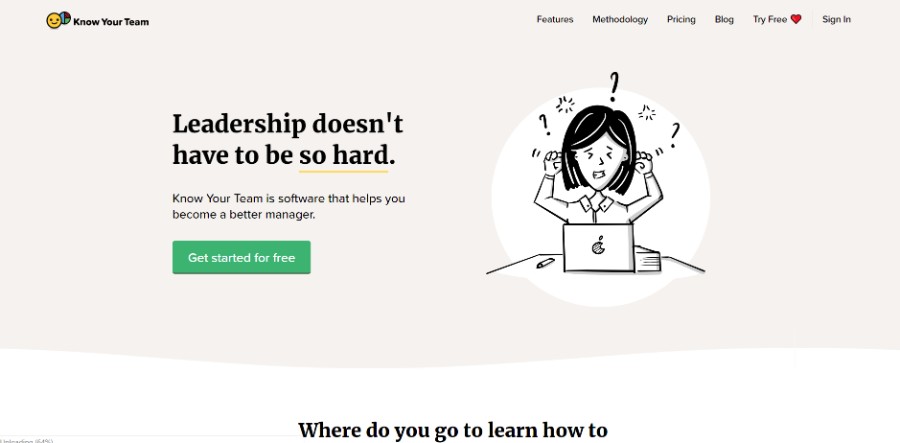 Know Your Team
Features Methodology Pricing Blog Try Free Sign In
Leadership doesn't
have to be so hard.
Know Your Team is software that helps you
become a better manager.
Get started for free
Where do you go to learn how to